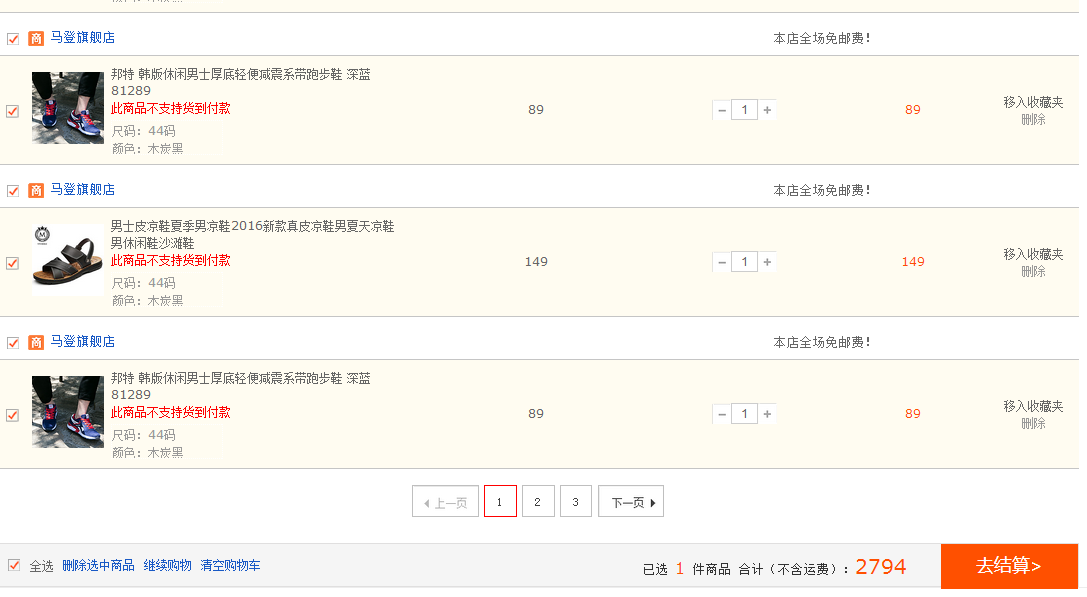 马登旗舰店
本店全场免邮费!
邦特 韩版休闲男士厚底轻便减震系带跑步鞋 深蓝
81289
此商品不支持货到付款
尺码: 44码
颜色: 木炭黑
89
− 1 +
89
移入收藏夹
删除
马登旗舰店
本店全场免邮费!
男士皮凉鞋夏季男凉鞋2016新款真皮凉鞋男夏天凉鞋
男休闲鞋沙滩鞋
此商品不支持货到付款
尺码: 44码
颜色: 木炭黑
149
− 1 +
149
移入收藏夹
删除
马登旗舰店
本店全场免邮费!
邦特 韩版休闲男士厚底轻便减震系带跑步鞋 深蓝
81289
此商品不支持货到付款
尺码: 44码
颜色: 木炭黑
89
− 1 +
89
移入收藏夹
删除
上一页 1 2 3 下一页
全选 删除选中商品 继续购物 清空购物车 已选 1 件商品 合计（不含运费）: 2794 去结算>